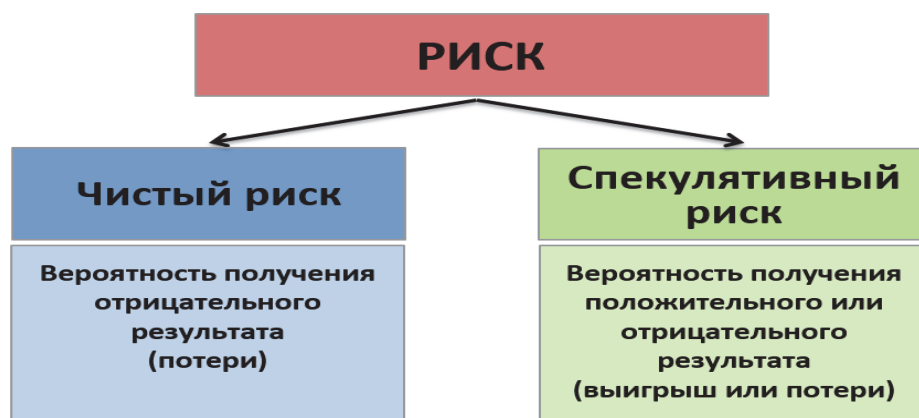 РИСК
Чистый риск
Вероятность получения
отрицательного
результата
(потери)
Спекулятивный
риск
Вероятность получения
положительного или
отрицательного
результата
(выигрыш или потери)